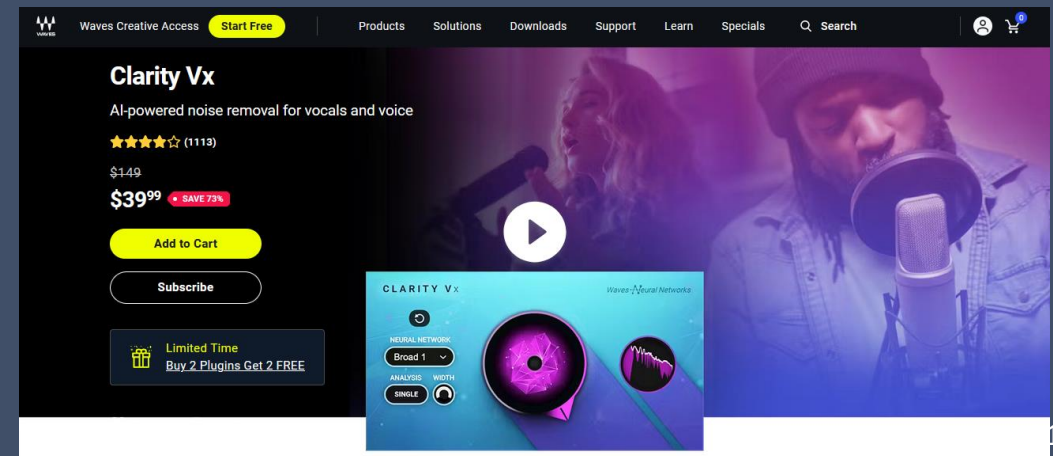 WAVES
Waves Creative Access Start Free Products Solutions Downloads Support Learn Specials Search 0
Clarity Vx
AI-powered noise removal for vocals and voice
(1113)
$149
$39⁹⁹ • SAVE 73%
Add to Cart
Subscribe
Limited Time
Buy 2 Plugins Get 2 FREE
CLARITY Vx Waves Neural Networks
NEURAL NETWORK
Broad 1
ANALYSIS WIDTH
SINGLE